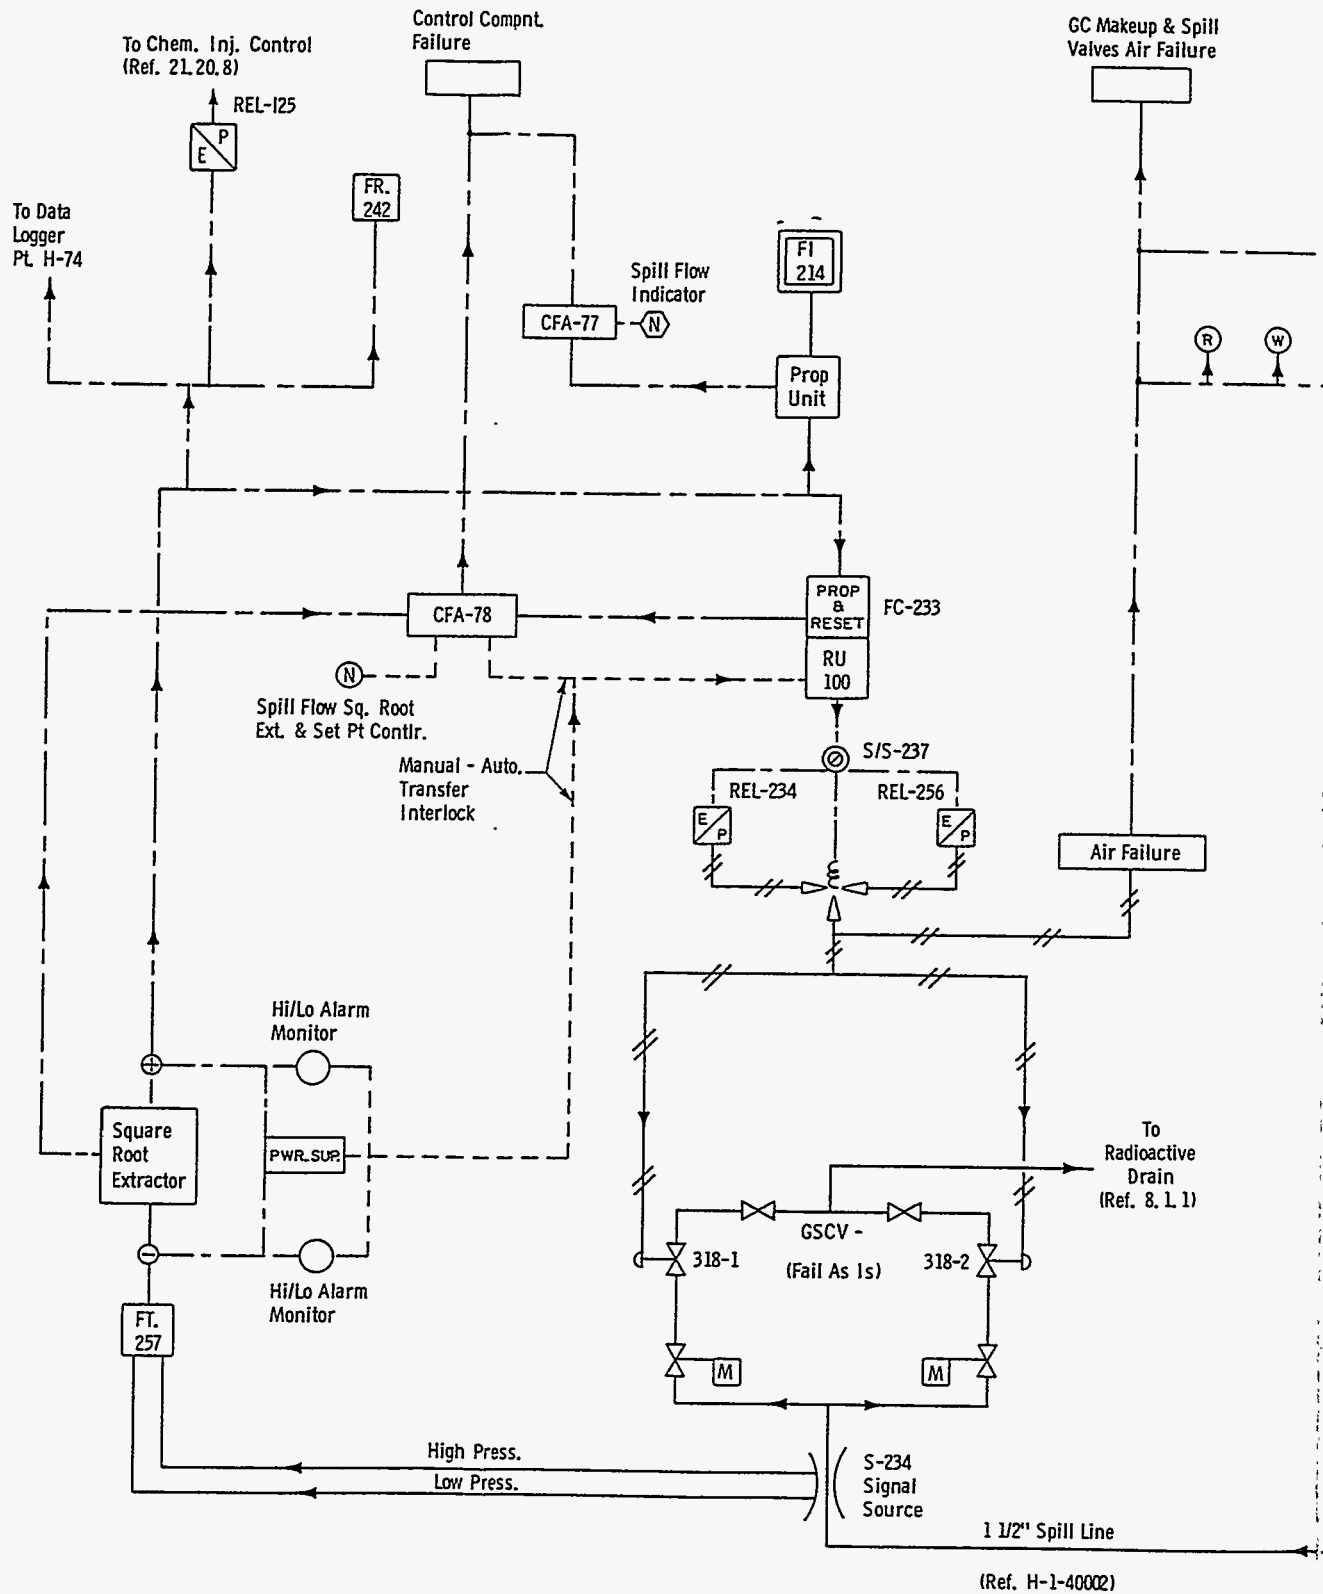 Control Compnt.
Failure
GC Makeup & Spill
Valves Air Failure
To Chem. Inj. Control
(Ref. 21.20.8)
REL-125
P
E
FR.
242
To Data
Logger
Pt. H-74
FI
214
Spill Flow
Indicator
CFA-77
N
R
W
Prop
Unit
PROP
&
RESET
FC-233
CFA-78
RU
100
N
Spill Flow Sq. Root
Ext. & Set Pt Contlr.
S/S-237
Manual - Auto.
Transfer
Interlock
REL-234
REL-256
E
P
E
P
Air Failure
Hi/Lo Alarm
Monitor
+
Square
Root
Extractor
PWR. SUP.
To
Radioactive
Drain
(Ref. 8.1.1)
GSCV -
318-1
318-2
(Fail As Is)
-
Hi/Lo Alarm
Monitor
FT.
257
M
M
High Press.
Low Press.
S-234
Signal
Source
1 1/2" Spill Line
(Ref. H-1-40002)